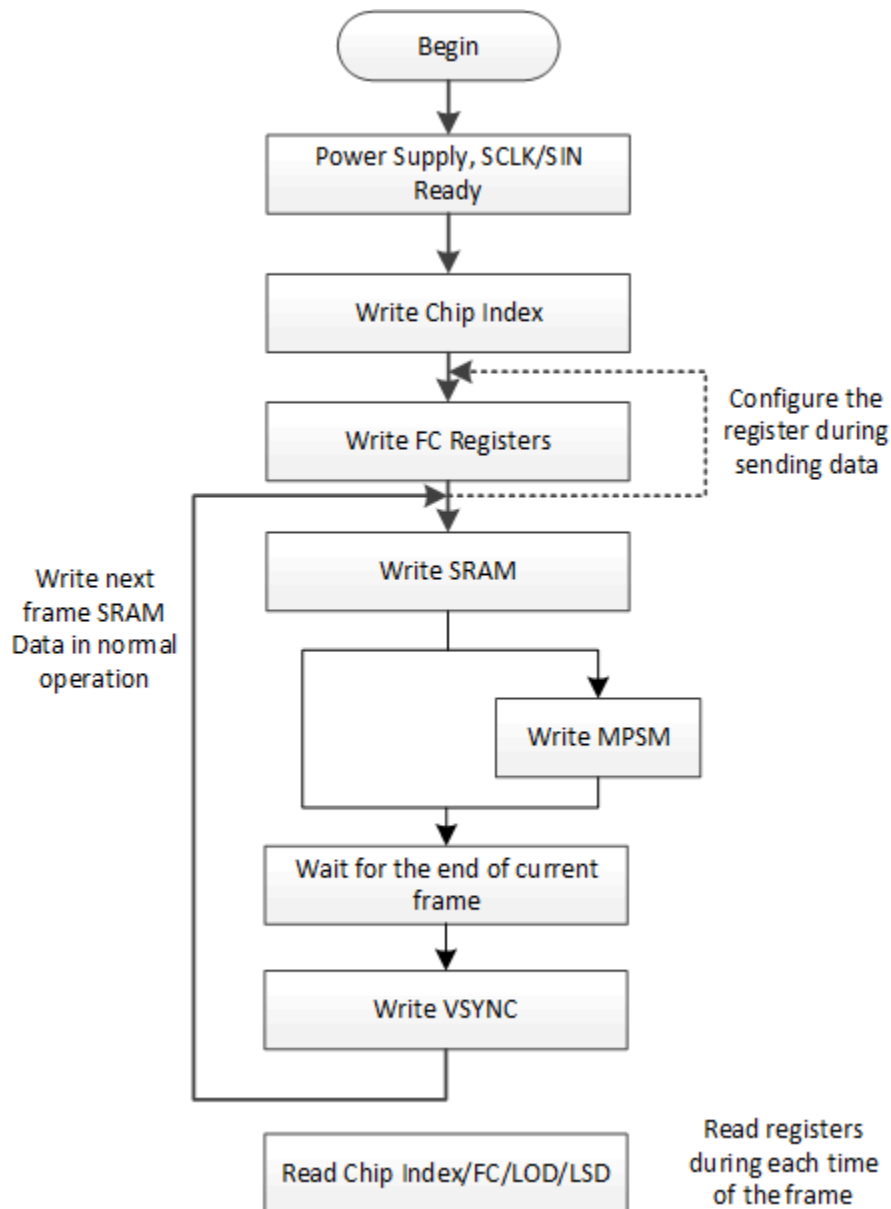 Begin
Power Supply, SCLK/SIN
Ready
Write Chip Index
Configure the
register during
sending data
Write FC Registers
Write SRAM
Write next
frame SRAM
Data in normal
operation
Write MPSM
Wait for the end of current
frame
Write VSYNC
Read Chip Index/FC/LOD/LSD
Read registers
during each time
of the frame